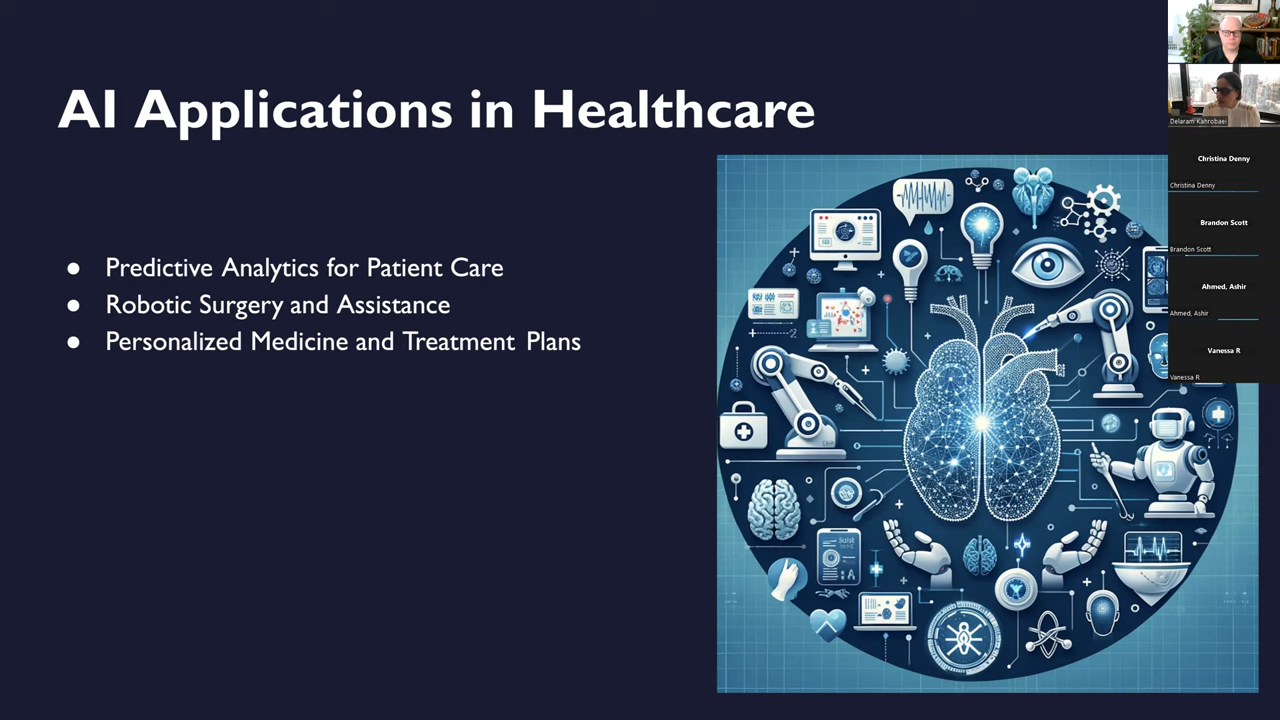 AI Applications in Healthcare
● Predictive Analytics for Patient Care
● Robotic Surgery and Assistance
● Personalized Medicine and Treatment Plans
Delaram Kahrobaei
Christina Denny
Christina Denny
Brandon Scott
Brandon Scott
Ahmed, Ashir
Ahmed, Ashir
Vanessa R
Vanessa R